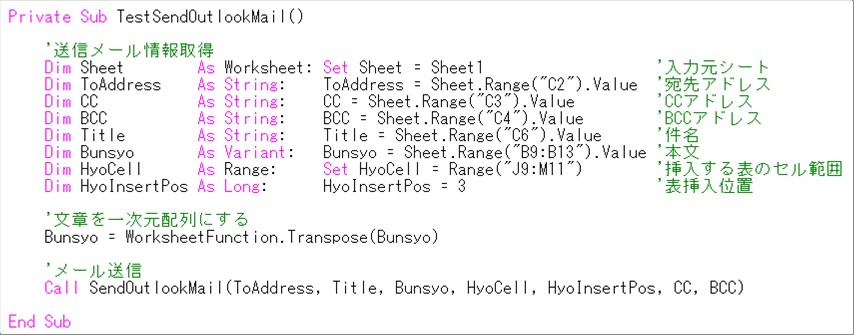 Private Sub TestSendOutlookMail()
'送信メール情報取得
Dim Sheet As Worksheet: Set Sheet = Sheet1 '入力元シート
Dim ToAddress As String: ToAddress = Sheet.Range("C2").Value '宛先アドレス
Dim CC As String: CC = Sheet.Range("C3").Value 'CCアドレス
Dim BCC As String: BCC = Sheet.Range("C4").Value 'BCCアドレス
Dim Title As String: Title = Sheet.Range("C6").Value '件名
Dim Bunsyo As Variant: Bunsyo = Sheet.Range("B9:B13").Value '本文
Dim HyoCell As Range: Set HyoCell = Range("J9:M11") '挿入する表のセル範囲
Dim HyoInsertPos As Long: HyoInsertPos = 3 '表挿入位置
'文章を一次元配列にする
Bunsyo = WorksheetFunction.Transpose(Bunsyo)
'メール送信
Call SendOutlookMail(ToAddress, Title, Bunsyo, HyoCell, HyoInsertPos, CC, BCC)
End Sub